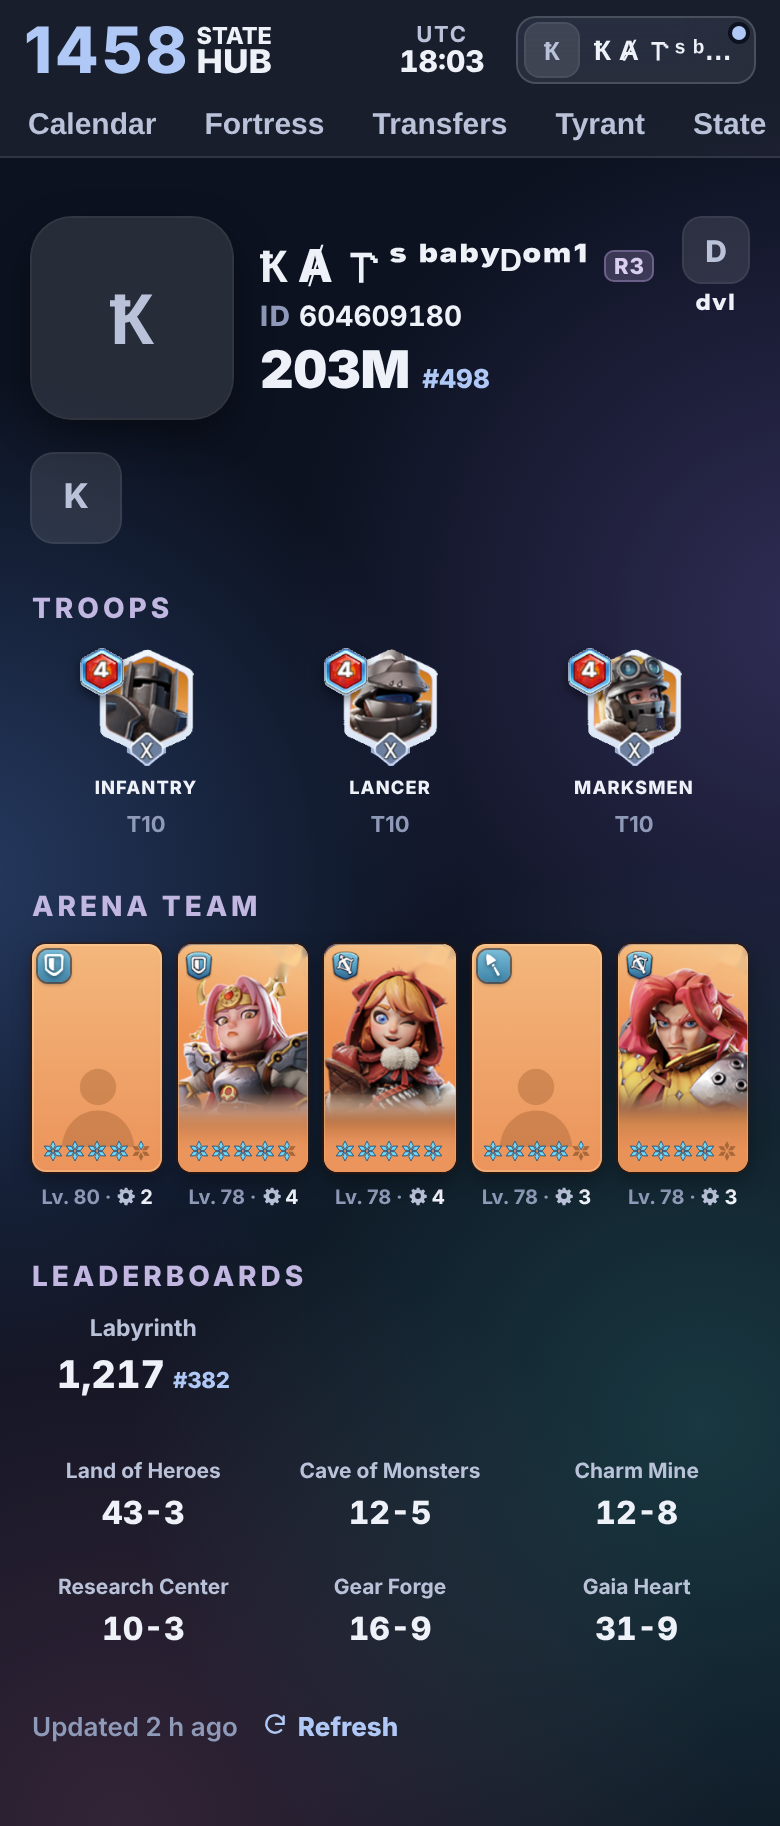 1458 STATE HUB
UTC
18:03
Ҟ
Ҟ Ⱥ Ͳ ˢ ᵇ...
Calendar Fortress Transfers Tyrant State
Ҟ
Ҟ Ⱥ Ͳ ˢ ᵇᵃᵇʸDᵒᵐ¹ R3
D
dvl
ID 604609180
203M #498
K
TROOPS
4 4 4
X X X
INFANTRY LANCER MARKSMEN
T10 T10 T10
ARENA TEAM
Lv. 80 · 2 Lv. 78 · 4 Lv. 78 · 4 Lv. 78 · 3 Lv. 78 · 3
LEADERBOARDS
Labyrinth
1,217 #382
Land of Heroes Cave of Monsters Charm Mine
43-3 12-5 12-8
Research Center Gear Forge Gaia Heart
10-3 16-9 31-9
Updated 2 h ago Refresh